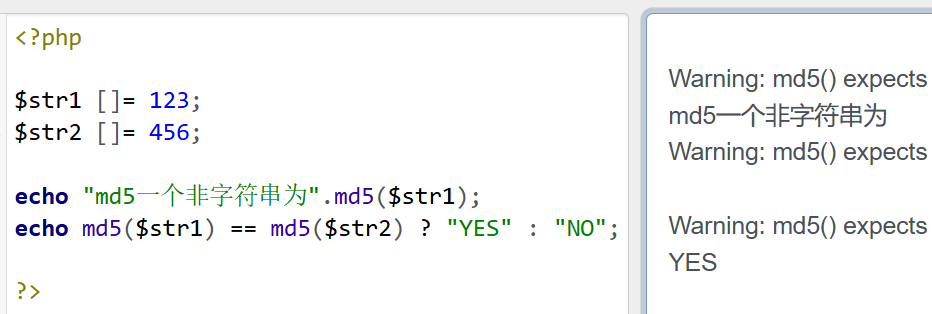 <?php
$str1 []= 123;
$str2 []= 456;
echo "md5一个非字符串为".md5($str1);
echo md5($str1) == md5($str2) ? "YES" : "NO";
?>
Warning: md5() expects
md5一个非字符串为
Warning: md5() expects
Warning: md5() expects
YES